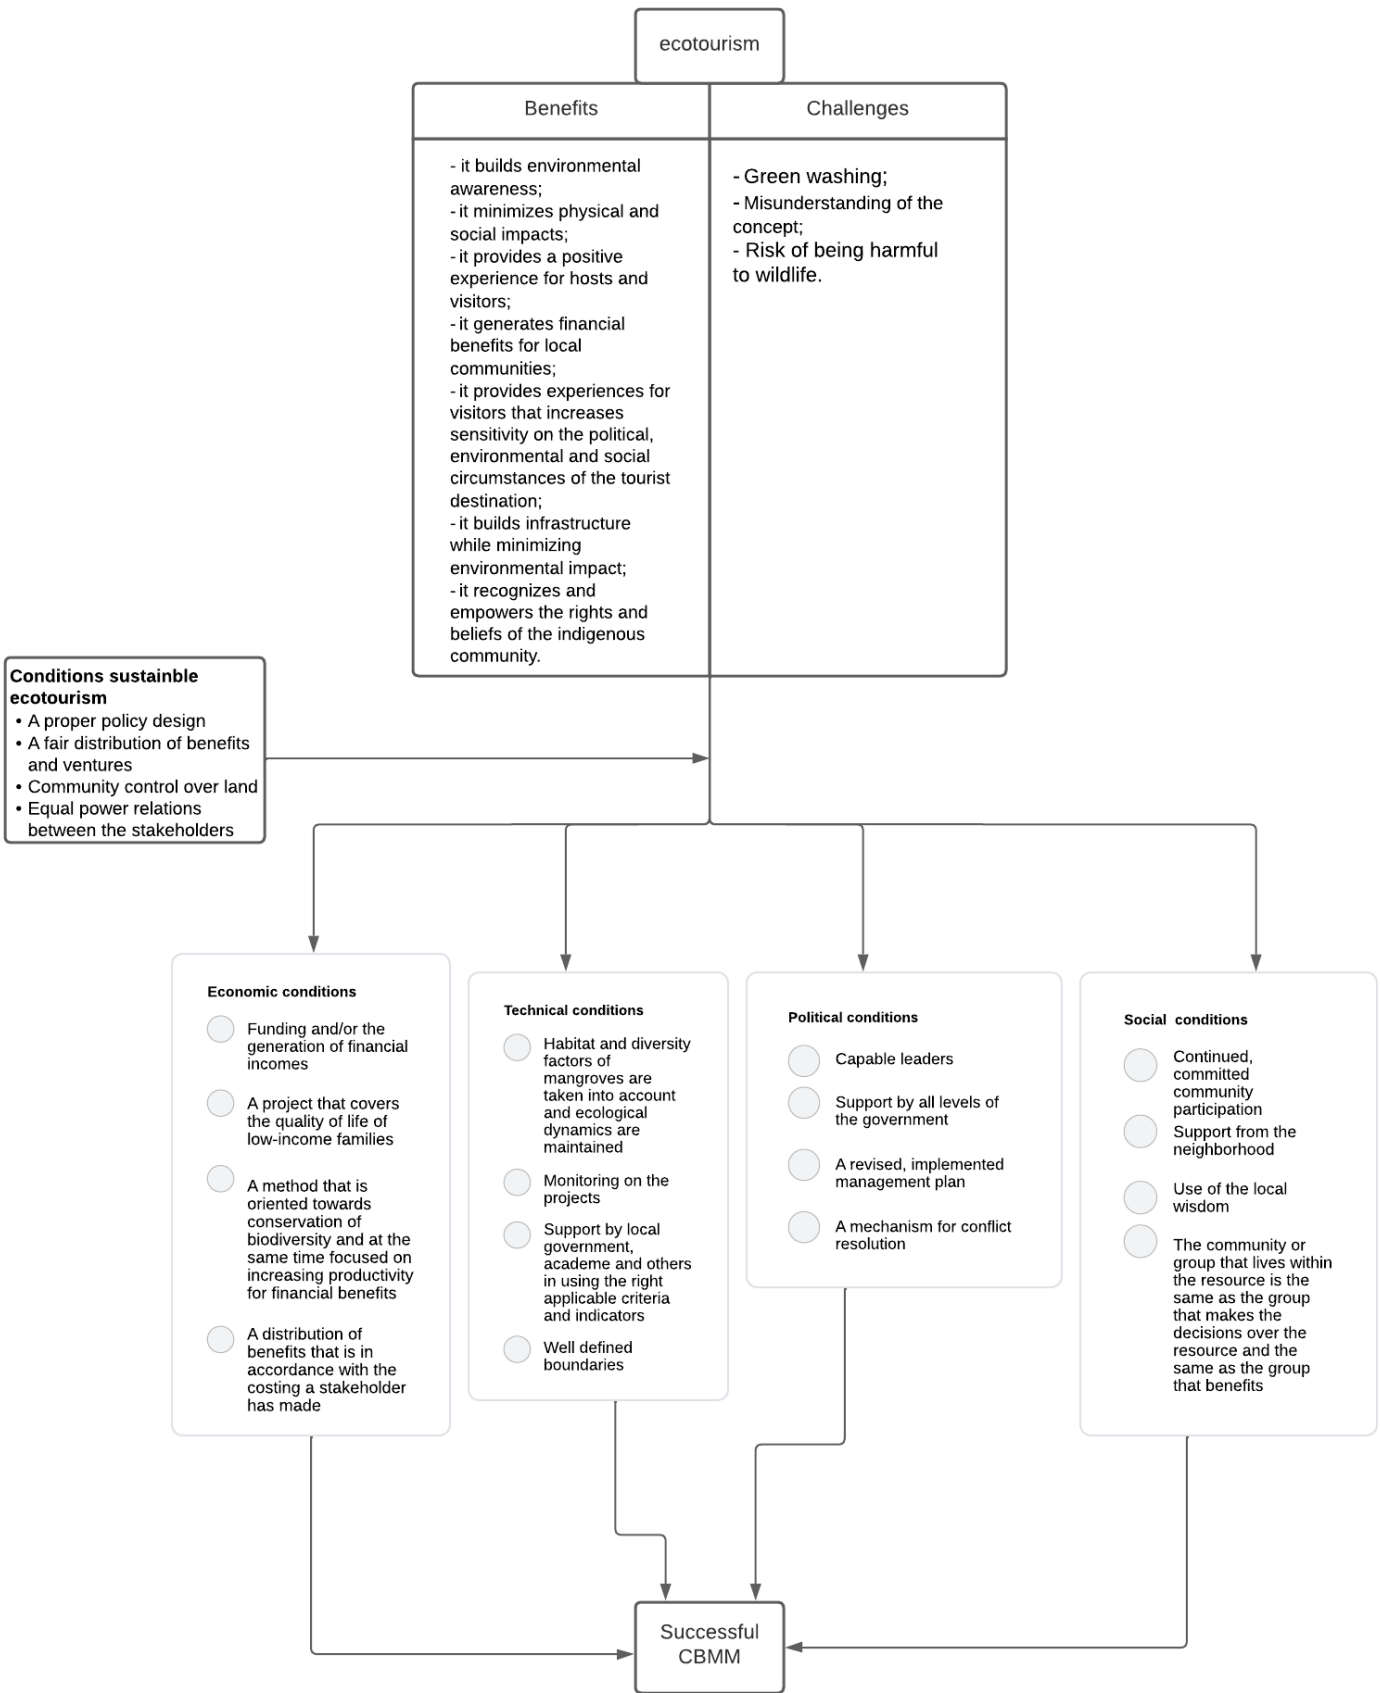 ecotourism
Benefits
Challenges
- it builds environmental
awareness;
- it minimizes physical and
social impacts;
- it provides a positive
experience for hosts and
visitors;
- it generates financial
benefits for local
communities;
- it provides experiences for
visitors that increases
sensitivity on the political,
environmental and social
circumstances of the tourist
destination;
- it builds infrastructure
while minimizing
environmental impact;
- it recognizes and
empowers the rights and
beliefs of the indigenous
community.
- Green washing;
- Misunderstanding of the
concept;
- Risk of being harmful
to wildlife.
Conditions sustainble
ecotourism
• A proper policy design
• A fair distribution of benefits
and ventures
• Community control over land
• Equal power relations
between the stakeholders
Economic conditions
Funding and/or the
generation of financial
incomes
A project that covers
the quality of life of
low-income families
A method that is
oriented towards
conservation of
biodiversity and at the
same time focused on
increasing productivity
for financial benefits
A distribution of
benefits that is in
accordance with the
costing a stakeholder
has made
Technical conditions
Habitat and diversity
factors of
mangroves are
taken into account
and ecological
dynamics are
maintained
Monitoring on the
projects
Support by local
government,
academe and others
in using the right
applicable criteria
and indicators
Well defined
boundaries
Political conditions
Capable leaders
Support by all levels of
the government
A revised, implemented
management plan
A mechanism for conflict
resolution
Social conditions
Continued,
committed
community
participation
Support from the
neighborhood
Use of the local
wisdom
The community or
group that lives within
the resource is the
same as the group
that makes the
decisions over the
resource and the
same as the group
that benefits
Successful
CBMM